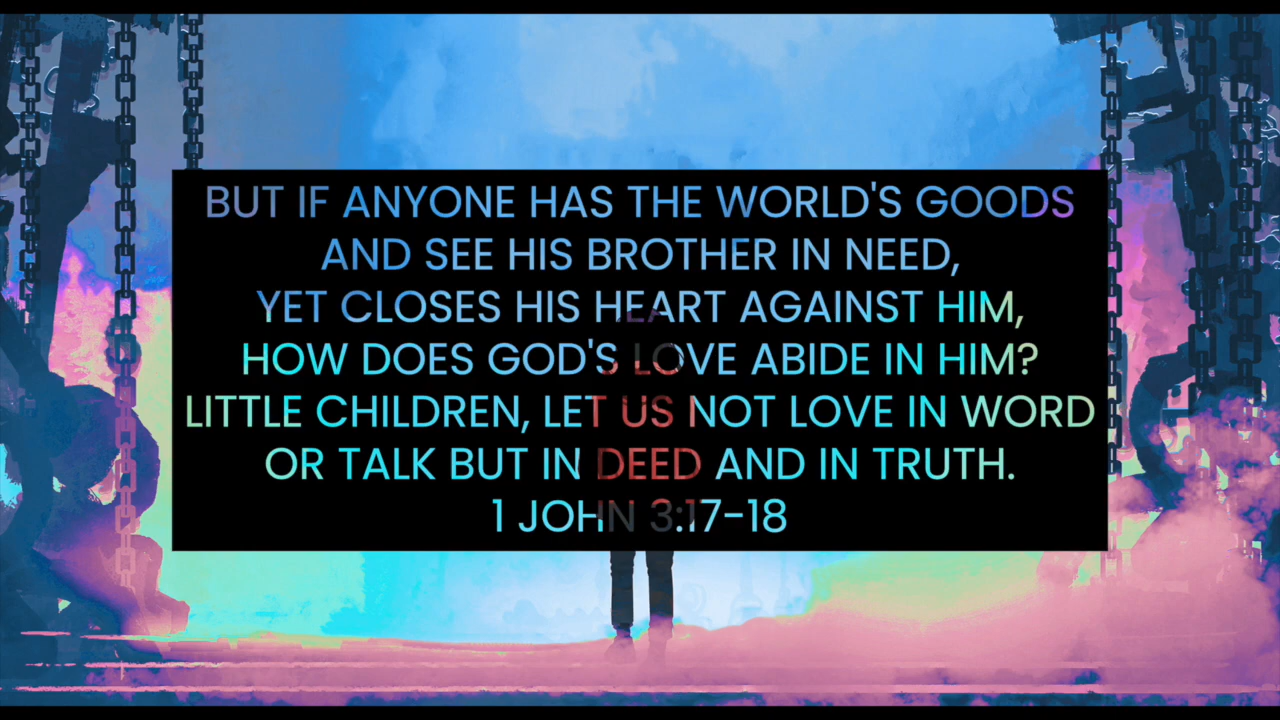 BUT IF ANYONE HAS THE WORLD'S GOODS
AND SEE HIS BROTHER IN NEED,
YET CLOSES HIS HEART AGAINST HIM,
HOW DOES GOD'S LOVE ABIDE IN HIM?
LITTLE CHILDREN, LET US NOT LOVE IN WORD
OR TALK BUT IN DEED AND IN TRUTH.
1 JOHN 3:17-18